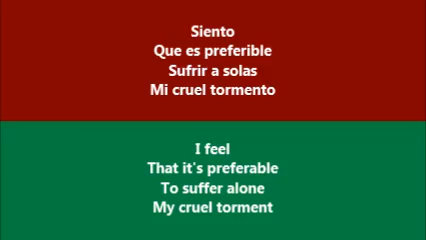 Siento
Que es preferible
Sufrir a solas
Mi cruel tormento
I feel
That it's preferable
To suffer alone
My cruel torment